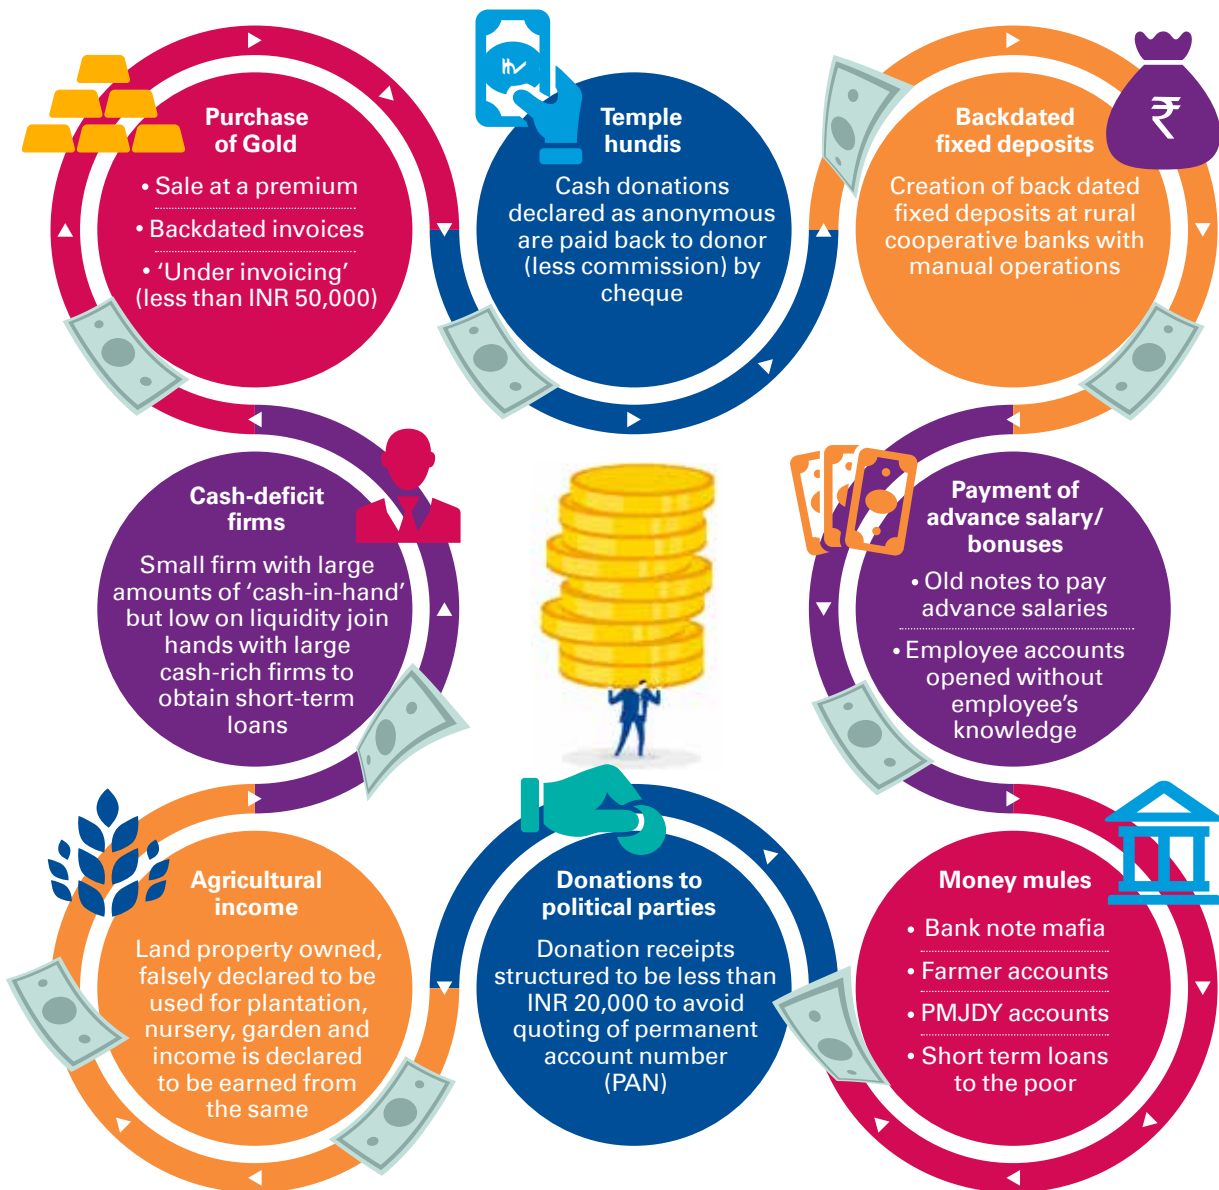 Purchase
of Gold
• Sale at a premium
• Backdated invoices
• ‘Under invoicing’
(less than INR 50,000)
Temple
hundis
Cash donations
declared as anonymous
are paid back to donor
(less commission) by
cheque
Backdated
fixed deposits
Creation of back dated
fixed deposits at rural
cooperative banks with
manual operations
₹
Cash-deficit
firms
Small firm with large
amounts of ‘cash-in-hand’
but low on liquidity join
hands with large
cash-rich firms to
obtain short-term
loans
Payment of
advance salary/
bonuses
• Old notes to pay
advance salaries
• Employee accounts
opened without
employee’s
knowledge
Agricultural
income
Land property owned,
falsely declared to be
used for plantation,
nursery, garden and
income is declared
to be earned from
the same
Donations to
political parties
Donation receipts
structured to be less than
INR 20,000 to avoid
quoting of permanent
account number
(PAN)
Money mules
• Bank note mafia
• Farmer accounts
• PMJDY accounts
• Short term loans
to the poor